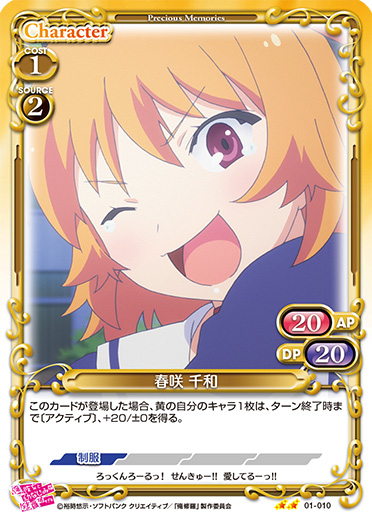 Precious Memories
Character
COST
1
SOURCE
2
20 AP
DP 20
春咲 千和
このカードが登場した場合、黄の自分のキャラ1枚は、ターン終了時ま
で〔アクティブ〕、+20/±0を得る。
制服
ろっくんろーるっ! せんきゅー!! 愛してるーっ!!
©裕時悠示・ソフトバンク クリエイティブ/「俺修羅」製作委員会
01-010